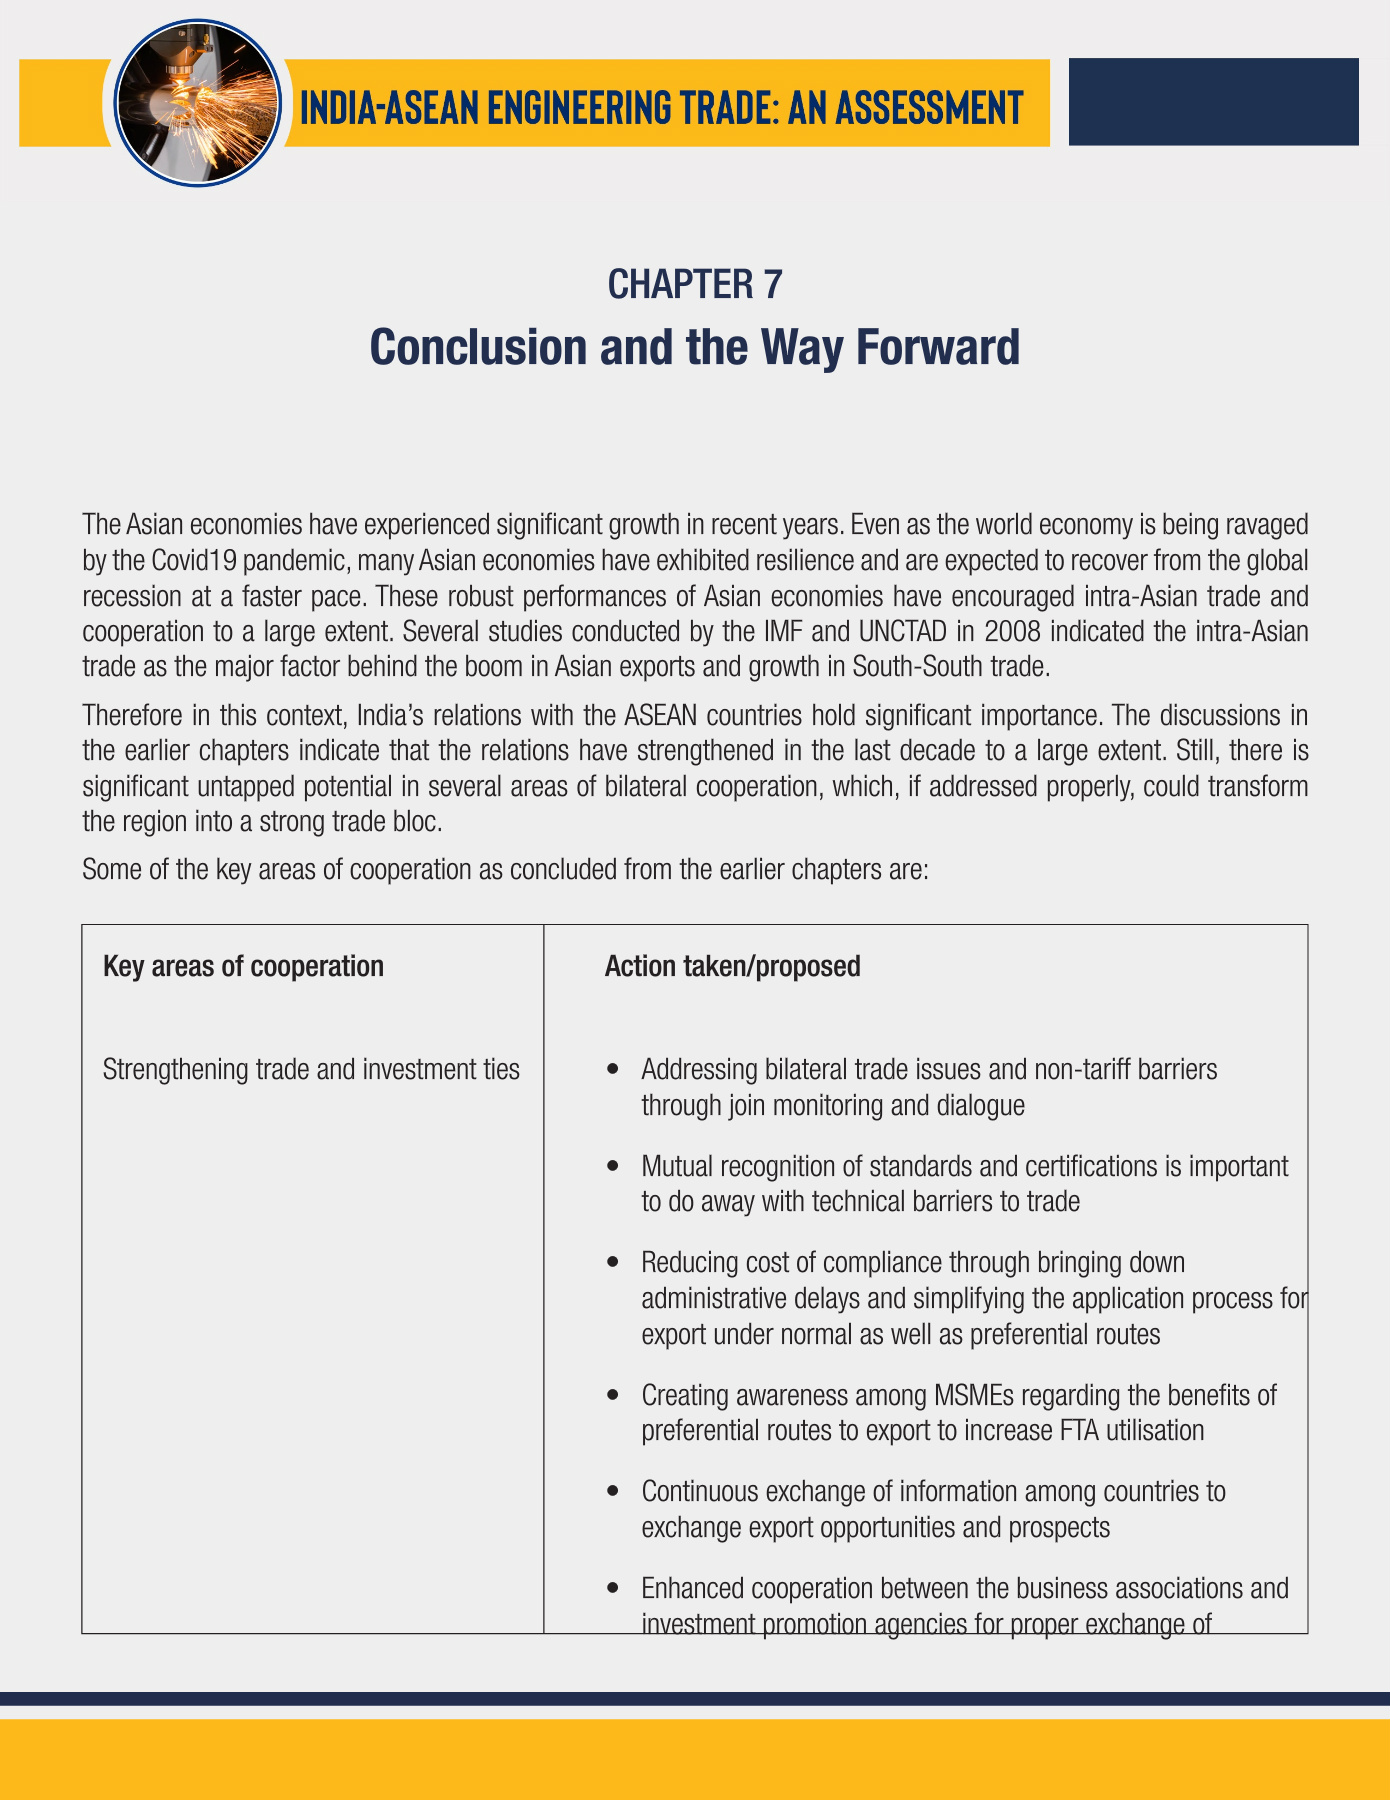 INDIA-ASEAN ENGINEERING TRADE: AN ASSESSMENT
CHAPTER 7
Conclusion and the Way Forward
The Asian economies have experienced significant growth in recent years. Even as the world economy is being ravaged
by the Covid19 pandemic, many Asian economies have exhibited resilience and are expected to recover from the global
recession at a faster pace. These robust performances of Asian economies have encouraged intra-Asian trade and
cooperation to a large extent. Several studies conducted by the IMF and UNCTAD in 2008 indicated the intra-Asian
trade as the major factor behind the boom in Asian exports and growth in South-South trade.
Therefore in this context, India's relations with the ASEAN countries hold significant importance. The discussions in
the earlier chapters indicate that the relations have strengthened in the last decade to a large extent. Still, there is
significant untapped potential in several areas of bilateral cooperation, which, if addressed properly, could transform
the region into a strong trade bloc.
Some of the key areas of cooperation as concluded from the earlier chapters are:
Key areas of cooperation
Action taken/proposed
Strengthening trade and investment ties
• Addressing bilateral trade issues and non-tariff barriers
through join monitoring and dialogue
• Mutual recognition of standards and certifications is important
to do away with technical barriers to trade
• Reducing cost of compliance through bringing down
administrative delays and simplifying the application process for
export under normal as well as preferential routes
• Creating awareness among MSMEs regarding the benefits of
preferential routes to export to increase FTA utilisation
• Continuous exchange of information among countries to
exchange export opportunities and prospects
• Enhanced cooperation between the business associations and
investment promotion agencies for proper exchange of